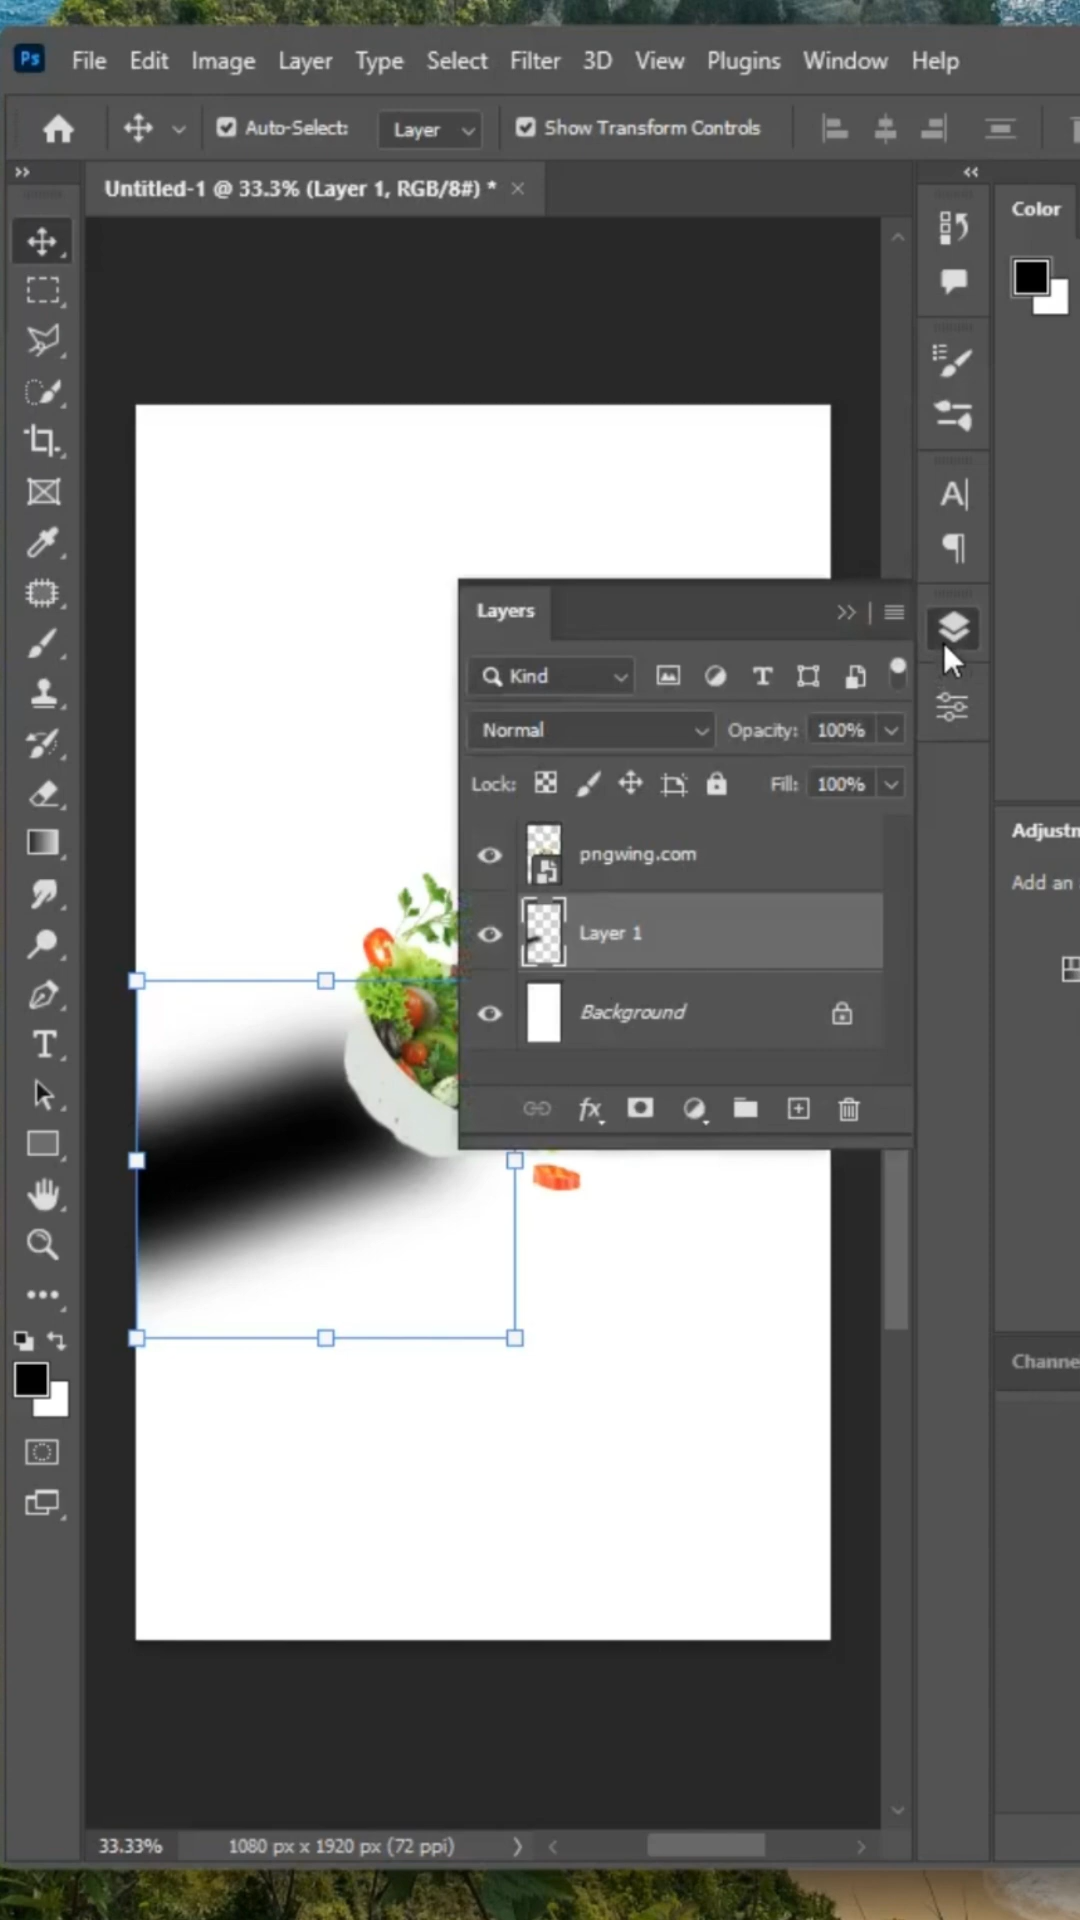 Ps File Edit Image Layer Type Select Filter 3D View Plugins Window Help
Auto-Select: Layer Show Transform Controls
Untitled-1 @ 33.3% (Layer 1, RGB/8#) * ×
Color
Layers
Kind
Normal Opacity: 100%
Lock: Fill: 100%
pngwing.com
Layer 1
Background
fx
Adjustm
Add an
Channe
33.33% 1080 px x 1920 px (72 ppi)